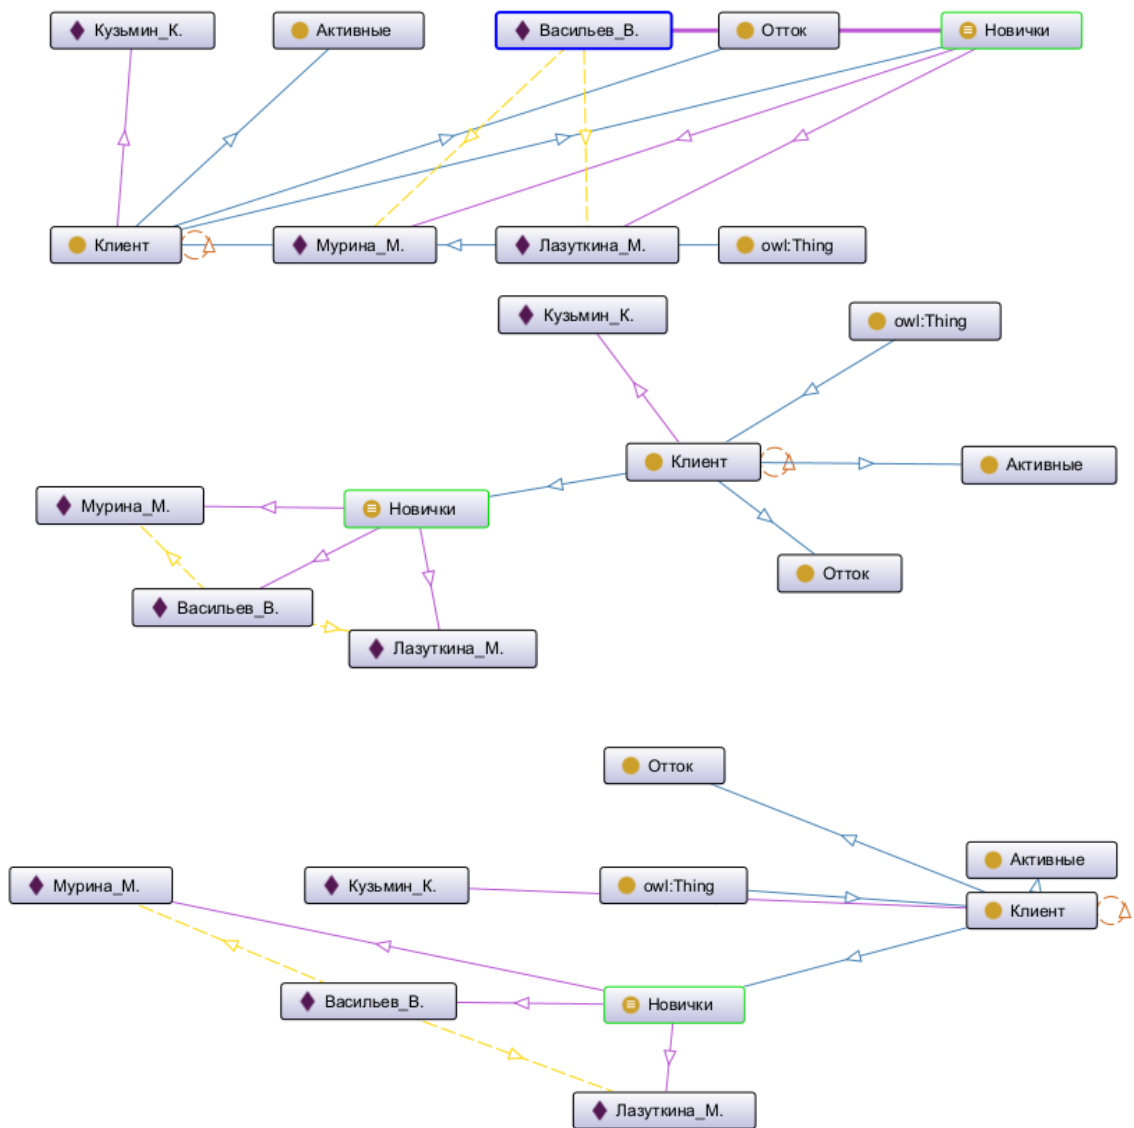 Кузьмин_К.
Активные
Васильев_В.
Отток
Новички
Клиент
Мурина_М.
Лазуткина_М.
owl:Thing
Кузьмин_К.
owl:Thing
Клиент
Активные
Мурина_М.
Новички
Отток
Васильев_В.
Лазуткина_М.
Отток
Активные
Мурина_М.
Кузьмин_К.
owl:Thing
Клиент
Васильев_В.
Новички
Лазуткина_М.